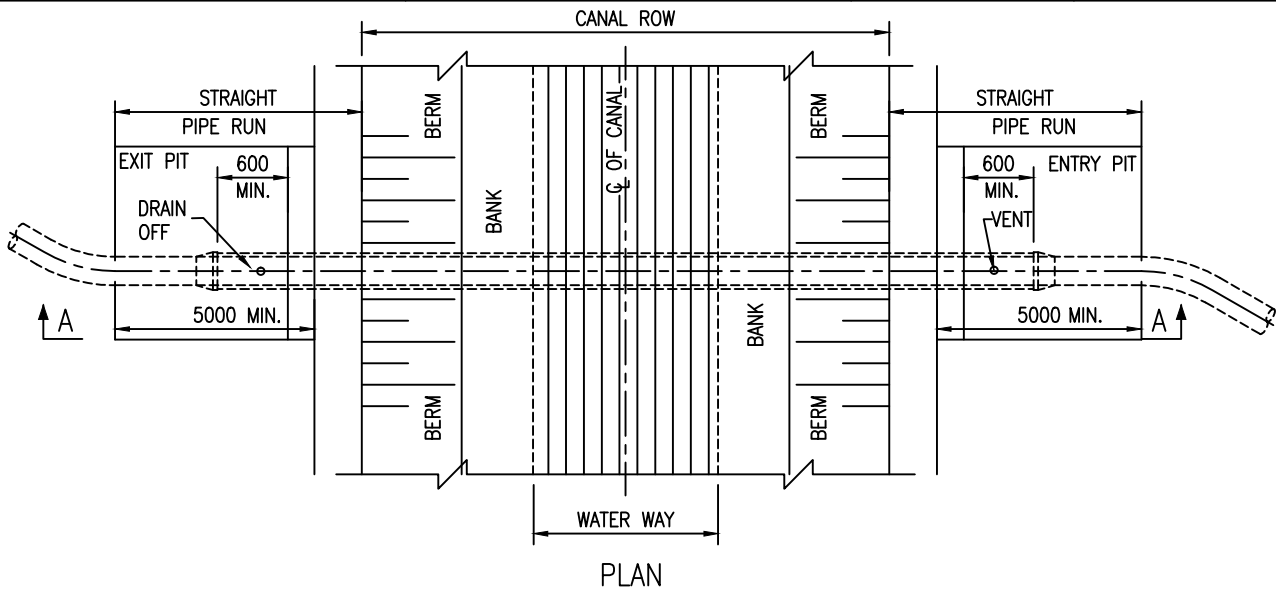 CANAL ROW
STRAIGHT
PIPE RUN
STRAIGHT
PIPE RUN
BERM
BERM
℄ OF CANAL
EXIT PIT
600
MIN.
600
MIN.
ENTRY PIT
DRAIN
OFF
BANK
VENT
A
5000 MIN.
BANK
5000 MIN.
A
BERM
BERM
WATER WAY
PLAN